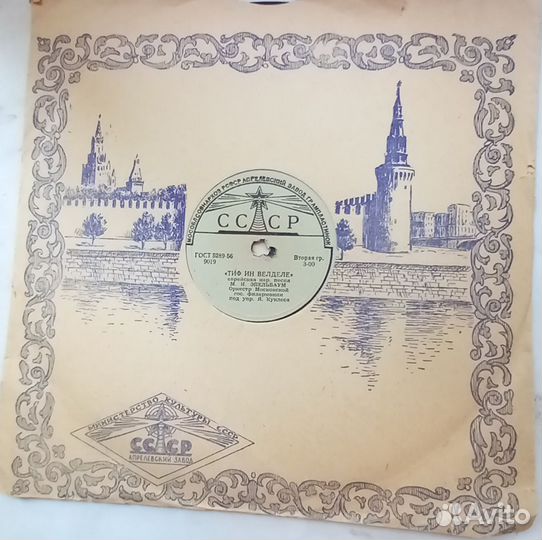 МОСОБЛСОВНАРХОЗ РСФСР АПРЕЛЕВСКИЙ ЗАВОД ГРАМПЛАСТИНОК
СССР
ГОСТ 5289-56
9019
Вторая гр.
3-00
«ТИФ ИН ВЕЛДЕЛЕ»
еврейская нар. песня
М. И. ЭПЕЛЬБАУМ
Оркестр Московской
гос. филармонии
под упр. Я. Куклеса
МИНИСТЕРСТВО КУЛЬТУРЫ СССР
СССР
АПРЕЛЕВСКИЙ ЗАВОД
Avito